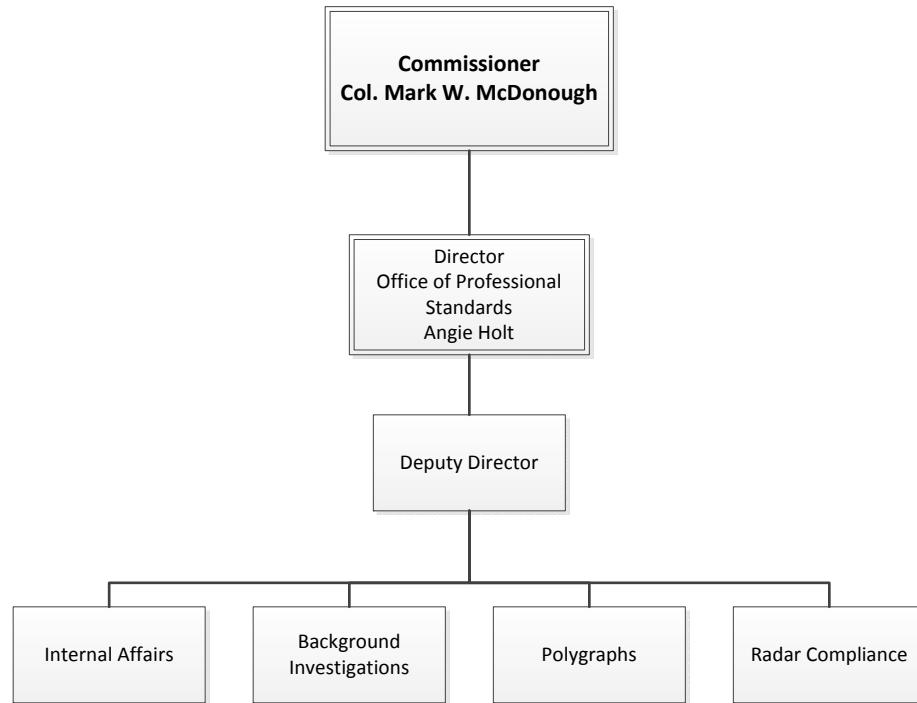 Commissioner
Col. Mark W. McDonough
Director
Office of Professional
Standards
Angie Holt
Deputy Director
Internal Affairs
Background
Investigations
Polygraphs
Radar Compliance